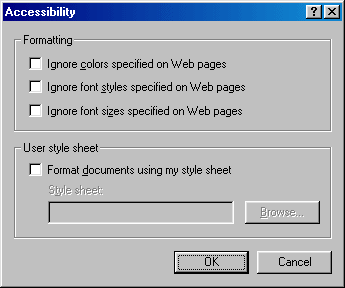 Accessibility
Formatting
Ignore colors specified on Web pages
Ignore font styles specified on Web pages
Ignore font sizes specified on Web pages
User style sheet
Format documents using my style sheet
Style sheet:
Browse...
OK
Cancel